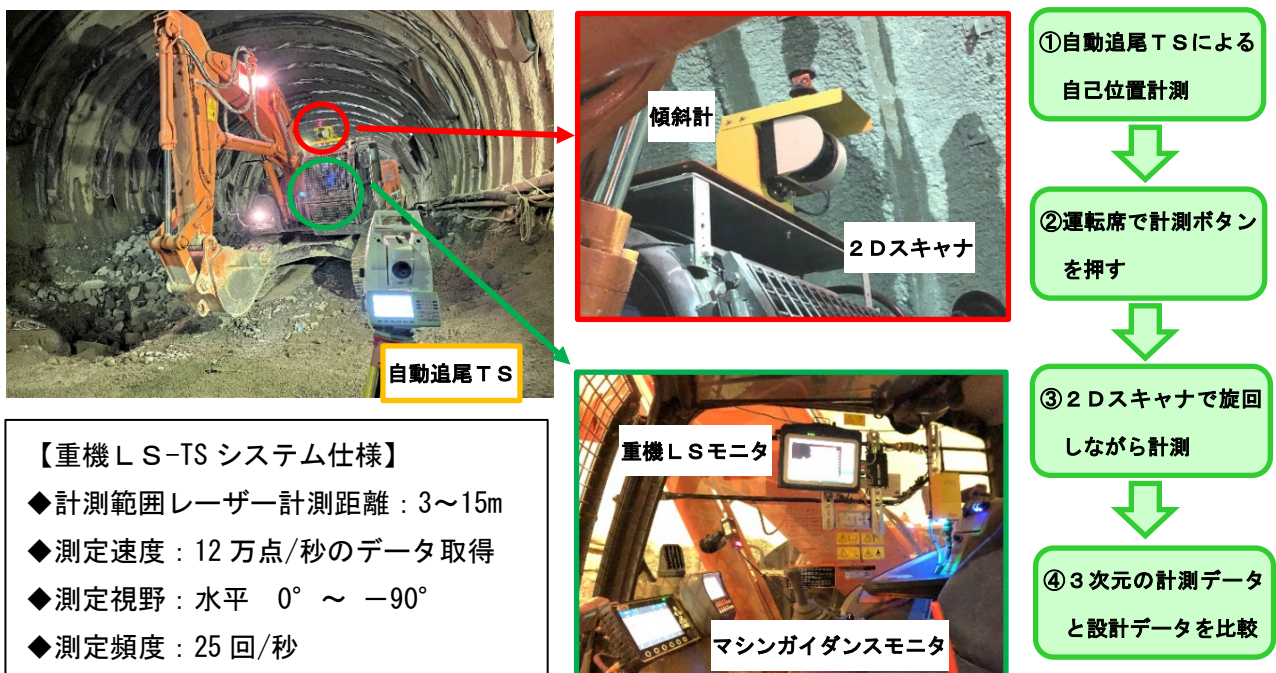 自動追尾ＴＳ
【重機ＬＳ-TS システム仕様】
◆計測範囲レーザー計測距離：3～15m
◆測定速度：12 万点/秒のデータ取得
◆測定視野：水平　0°～ －90°
◆測定頻度：25 回/秒
傾斜計
２Ｄスキャナ
重機ＬＳモニタ
マシンガイダンスモニタ
①自動追尾ＴＳによる
自己位置計測
②運転席で計測ボタン
を押す
③２Ｄスキャナで旋回
しながら計測
④３次元の計測データ
と設計データを比較